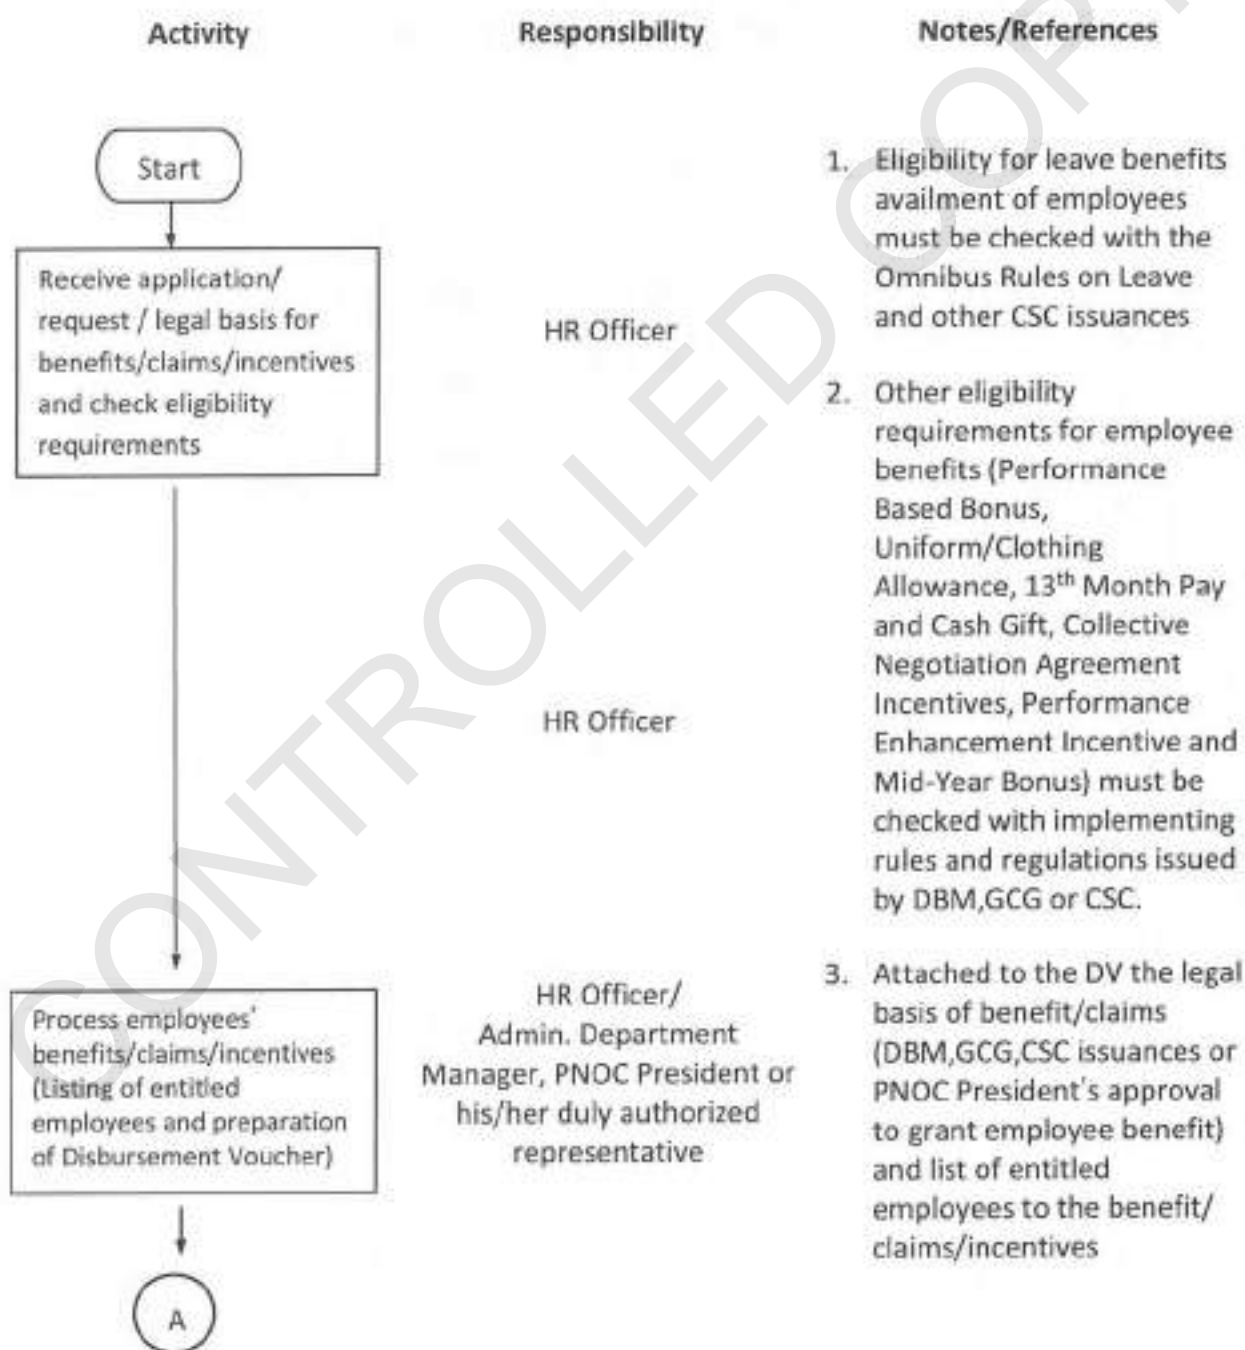 Activity
Responsibility
Notes/References
Start
Receive application/
request / legal basis for
benefits/claims/incentives
and check eligibility
requirements
HR Officer
1. Eligibility for leave benefits
availment of employees
must be checked with the
Omnibus Rules on Leave
and other CSC issuances
HR Officer
2. Other eligibility
requirements for employee
benefits (Performance
Based Bonus,
Uniform/Clothing
Allowance, 13th Month Pay
and Cash Gift, Collective
Negotiation Agreement
Incentives, Performance
Enhancement Incentive and
Mid-Year Bonus) must be
checked with implementing
rules and regulations issued
by DBM,GCG or CSC.
Process employees'
benefits/claims/incentives
(Listing of entitled
employees and preparation
of Disbursement Voucher)
HR Officer/
Admin. Department
Manager, PNOC President or
his/her duly authorized
representative
3. Attached to the DV the legal
basis of benefit/claims
(DBM,GCG,CSC issuances or
PNOC President's approval
to grant employee benefit)
and list of entitled
employees to the benefit/
claims/incentives
A
CONTROLLED COP